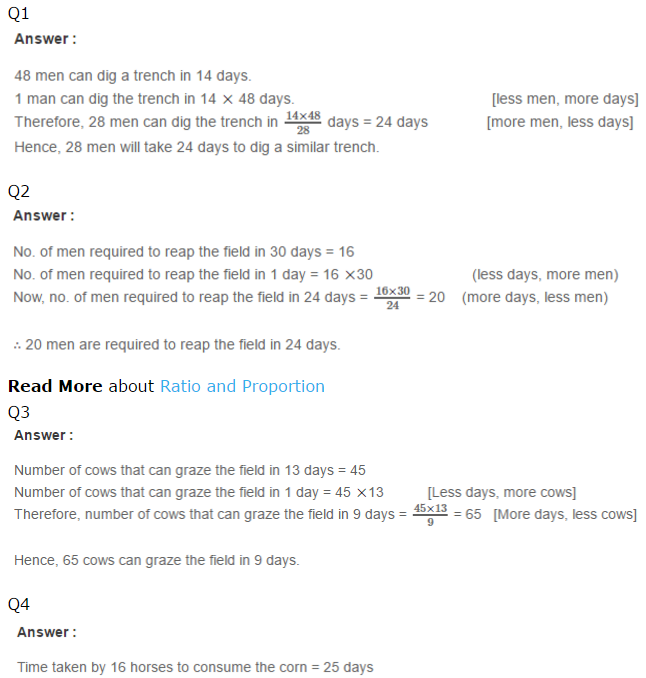 Q1
Answer :
48 men can dig a trench in 14 days.
1 man can dig the trench in 14 × 48 days. [less men, more days]
Therefore, 28 men can dig the trench in 14×48/28 days = 24 days [more men, less days]
Hence, 28 men will take 24 days to dig a similar trench.
Q2
Answer :
No. of men required to reap the field in 30 days = 16
No. of men required to reap the field in 1 day = 16 ×30 (less days, more men)
Now, no. of men required to reap the field in 24 days = 16×30/24 = 20 (more days, less men)
∴ 20 men are required to reap the field in 24 days.
Read More about Ratio and Proportion
Q3
Answer :
Number of cows that can graze the field in 13 days = 45
Number of cows that can graze the field in 1 day = 45 ×13 [Less days, more cows]
Therefore, number of cows that can graze the field in 9 days = 45×13/9 = 65 [More days, less cows]
Hence, 65 cows can graze the field in 9 days.
Q4
Answer :
Time taken by 16 horses to consume the corn = 25 days